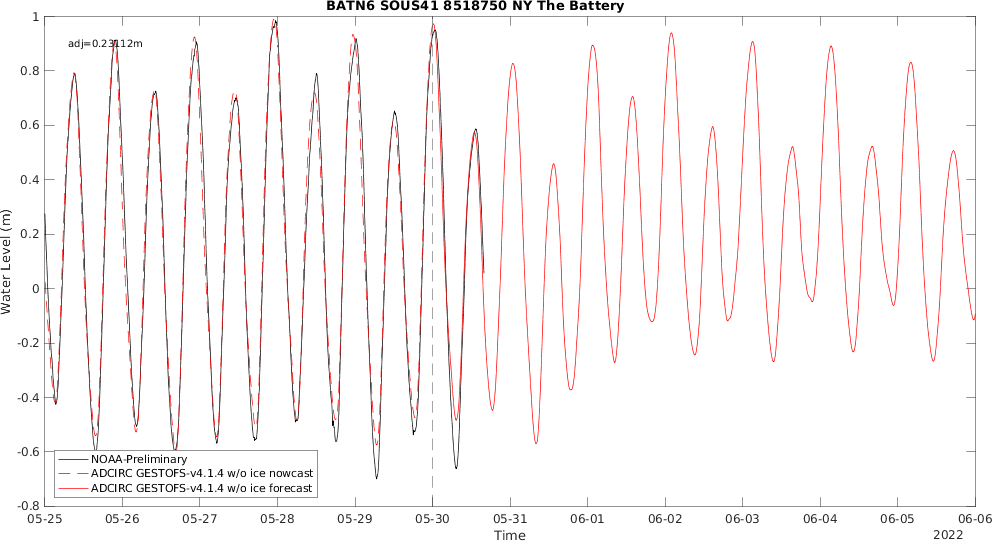 BATN6 SOUS41 8518750 NY The Battery
adj=0.23112m
1
0.8
0.6
0.4
0.2
0
-0.2
-0.4
-0.6
-0.8
Water Level (m)
NOAA-Preliminary
ADCIRC GESTOFS-v4.1.4 w/o ice nowcast
ADCIRC GESTOFS-v4.1.4 w/o ice forecast
05-25 05-26 05-27 05-28 05-29 05-30 05-31 06-01 06-02 06-03 06-04 06-05 06-06
Time
2022